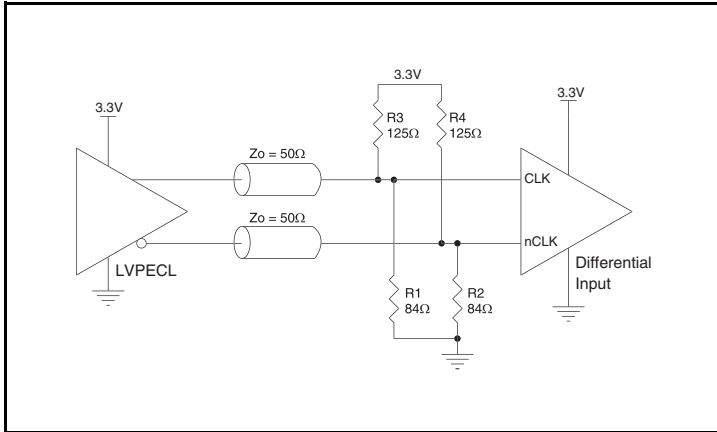 3.3V
3.3V
3.3V
R3
125Ω
R4
125Ω
Zo = 50Ω
CLK
Zo = 50Ω
nCLK
LVPECL
Differential
Input
R1
84Ω
R2
84Ω